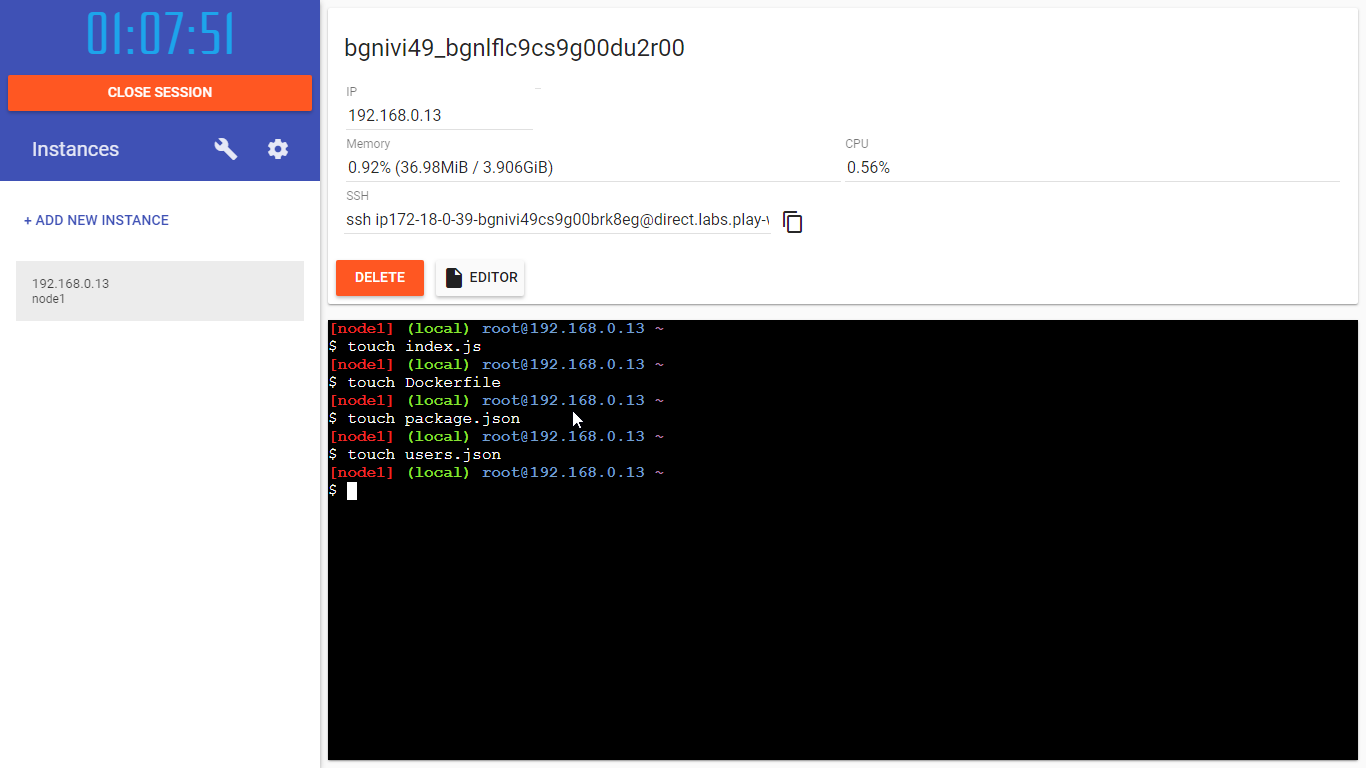 01:07:51
CLOSE SESSION
Instances
+ ADD NEW INSTANCE
192.168.0.13
node1
bgnivi49_bgnlflc9cs9g00du2r00
IP
192.168.0.13
Memory
0.92% (36.98MiB / 3.906GiB)
CPU
0.56%
SSH
ssh ip172-18-0-39-bgnivi49cs9g00brk8eg@direct.labs.play-
DELETE
EDITOR
[node1] (local) root@192.168.0.13 ~
$ touch index.js
[node1] (local) root@192.168.0.13 ~
$ touch Dockerfile
[node1] (local) root@192.168.0.13 ~
$ touch package.json
[node1] (local) root@192.168.0.13 ~
$ touch users.json
[node1] (local) root@192.168.0.13 ~
$